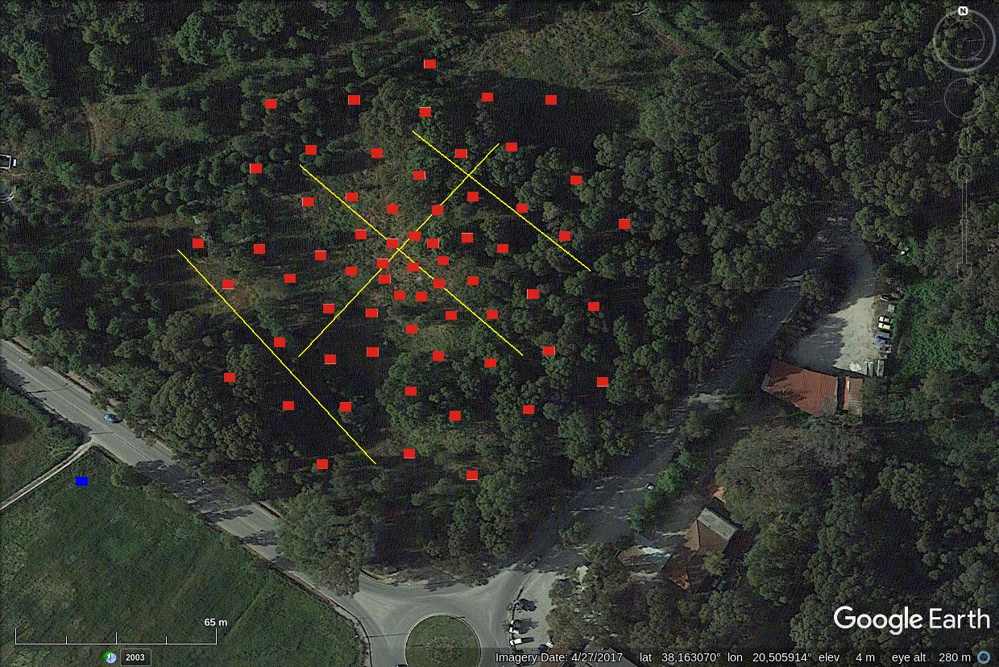 N
65 m
Google Earth
2003
Imagery Date: 4/27/2017 lat 38,163070° lon 20,505914° elev 4 m eye alt 280 m